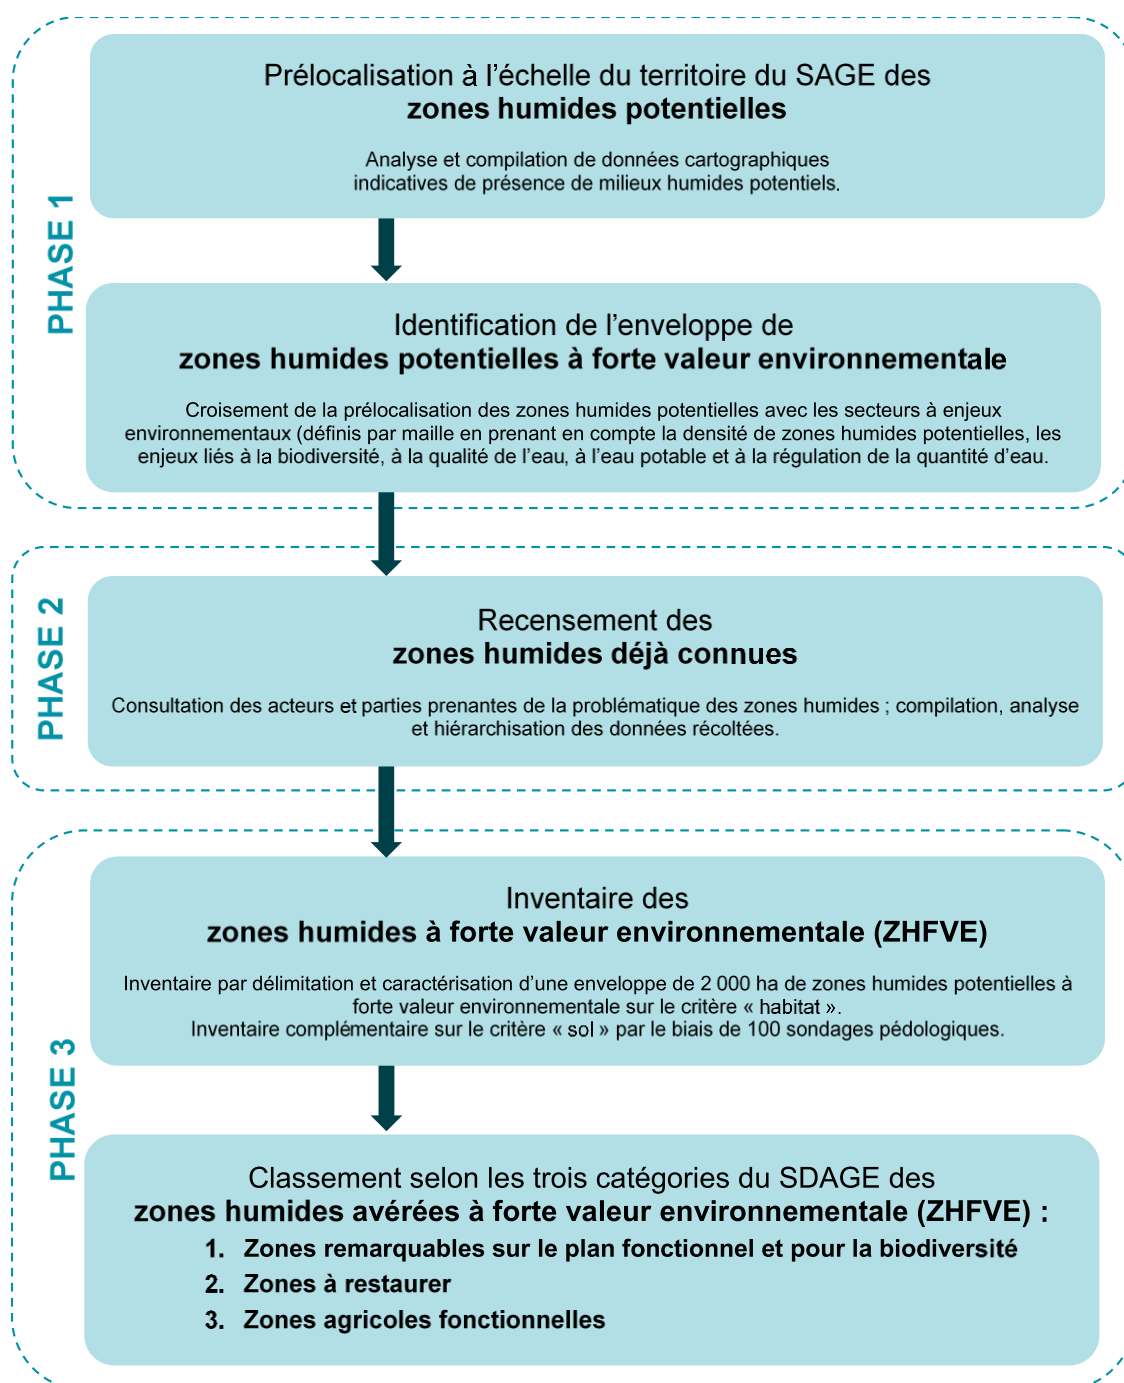 PHASE 1
Prélocalisation à l'échelle du territoire du SAGE des
zones humides potentielles
Analyse et compilation de données cartographiques
indicatives de présence de milieux humides potentiels.
Identification de l'enveloppe de
zones humides potentielles à forte valeur environnementale
Croisement de la prélocalisation des zones humides potentielles avec les secteurs à enjeux
environnementaux (définis par maille en prenant en compte la densité de zones humides potentielles, les
enjeux liés à la biodiversité, à la qualité de l'eau, à l'eau potable et à la régulation de la quantité d'eau.
PHASE 2
Recensement des
zones humides déjà connues
Consultation des acteurs et parties prenantes de la problématique des zones humides ; compilation, analyse
et hiérarchisation des données récoltées.
PHASE 3
Inventaire des
zones humides à forte valeur environnementale (ZHFVE)
Inventaire par délimitation et caractérisation d'une enveloppe de 2 000 ha de zones humides potentielles à
forte valeur environnementale sur le critère « habitat ».
Inventaire complémentaire sur le critère « sol » par le biais de 100 sondages pédologiques.
Classement selon les trois catégories du SDAGE des
zones humides avérées à forte valeur environnementale (ZHFVE) :
1. Zones remarquables sur le plan fonctionnel et pour la biodiversité
2. Zones à restaurer
3. Zones agricoles fonctionnelles